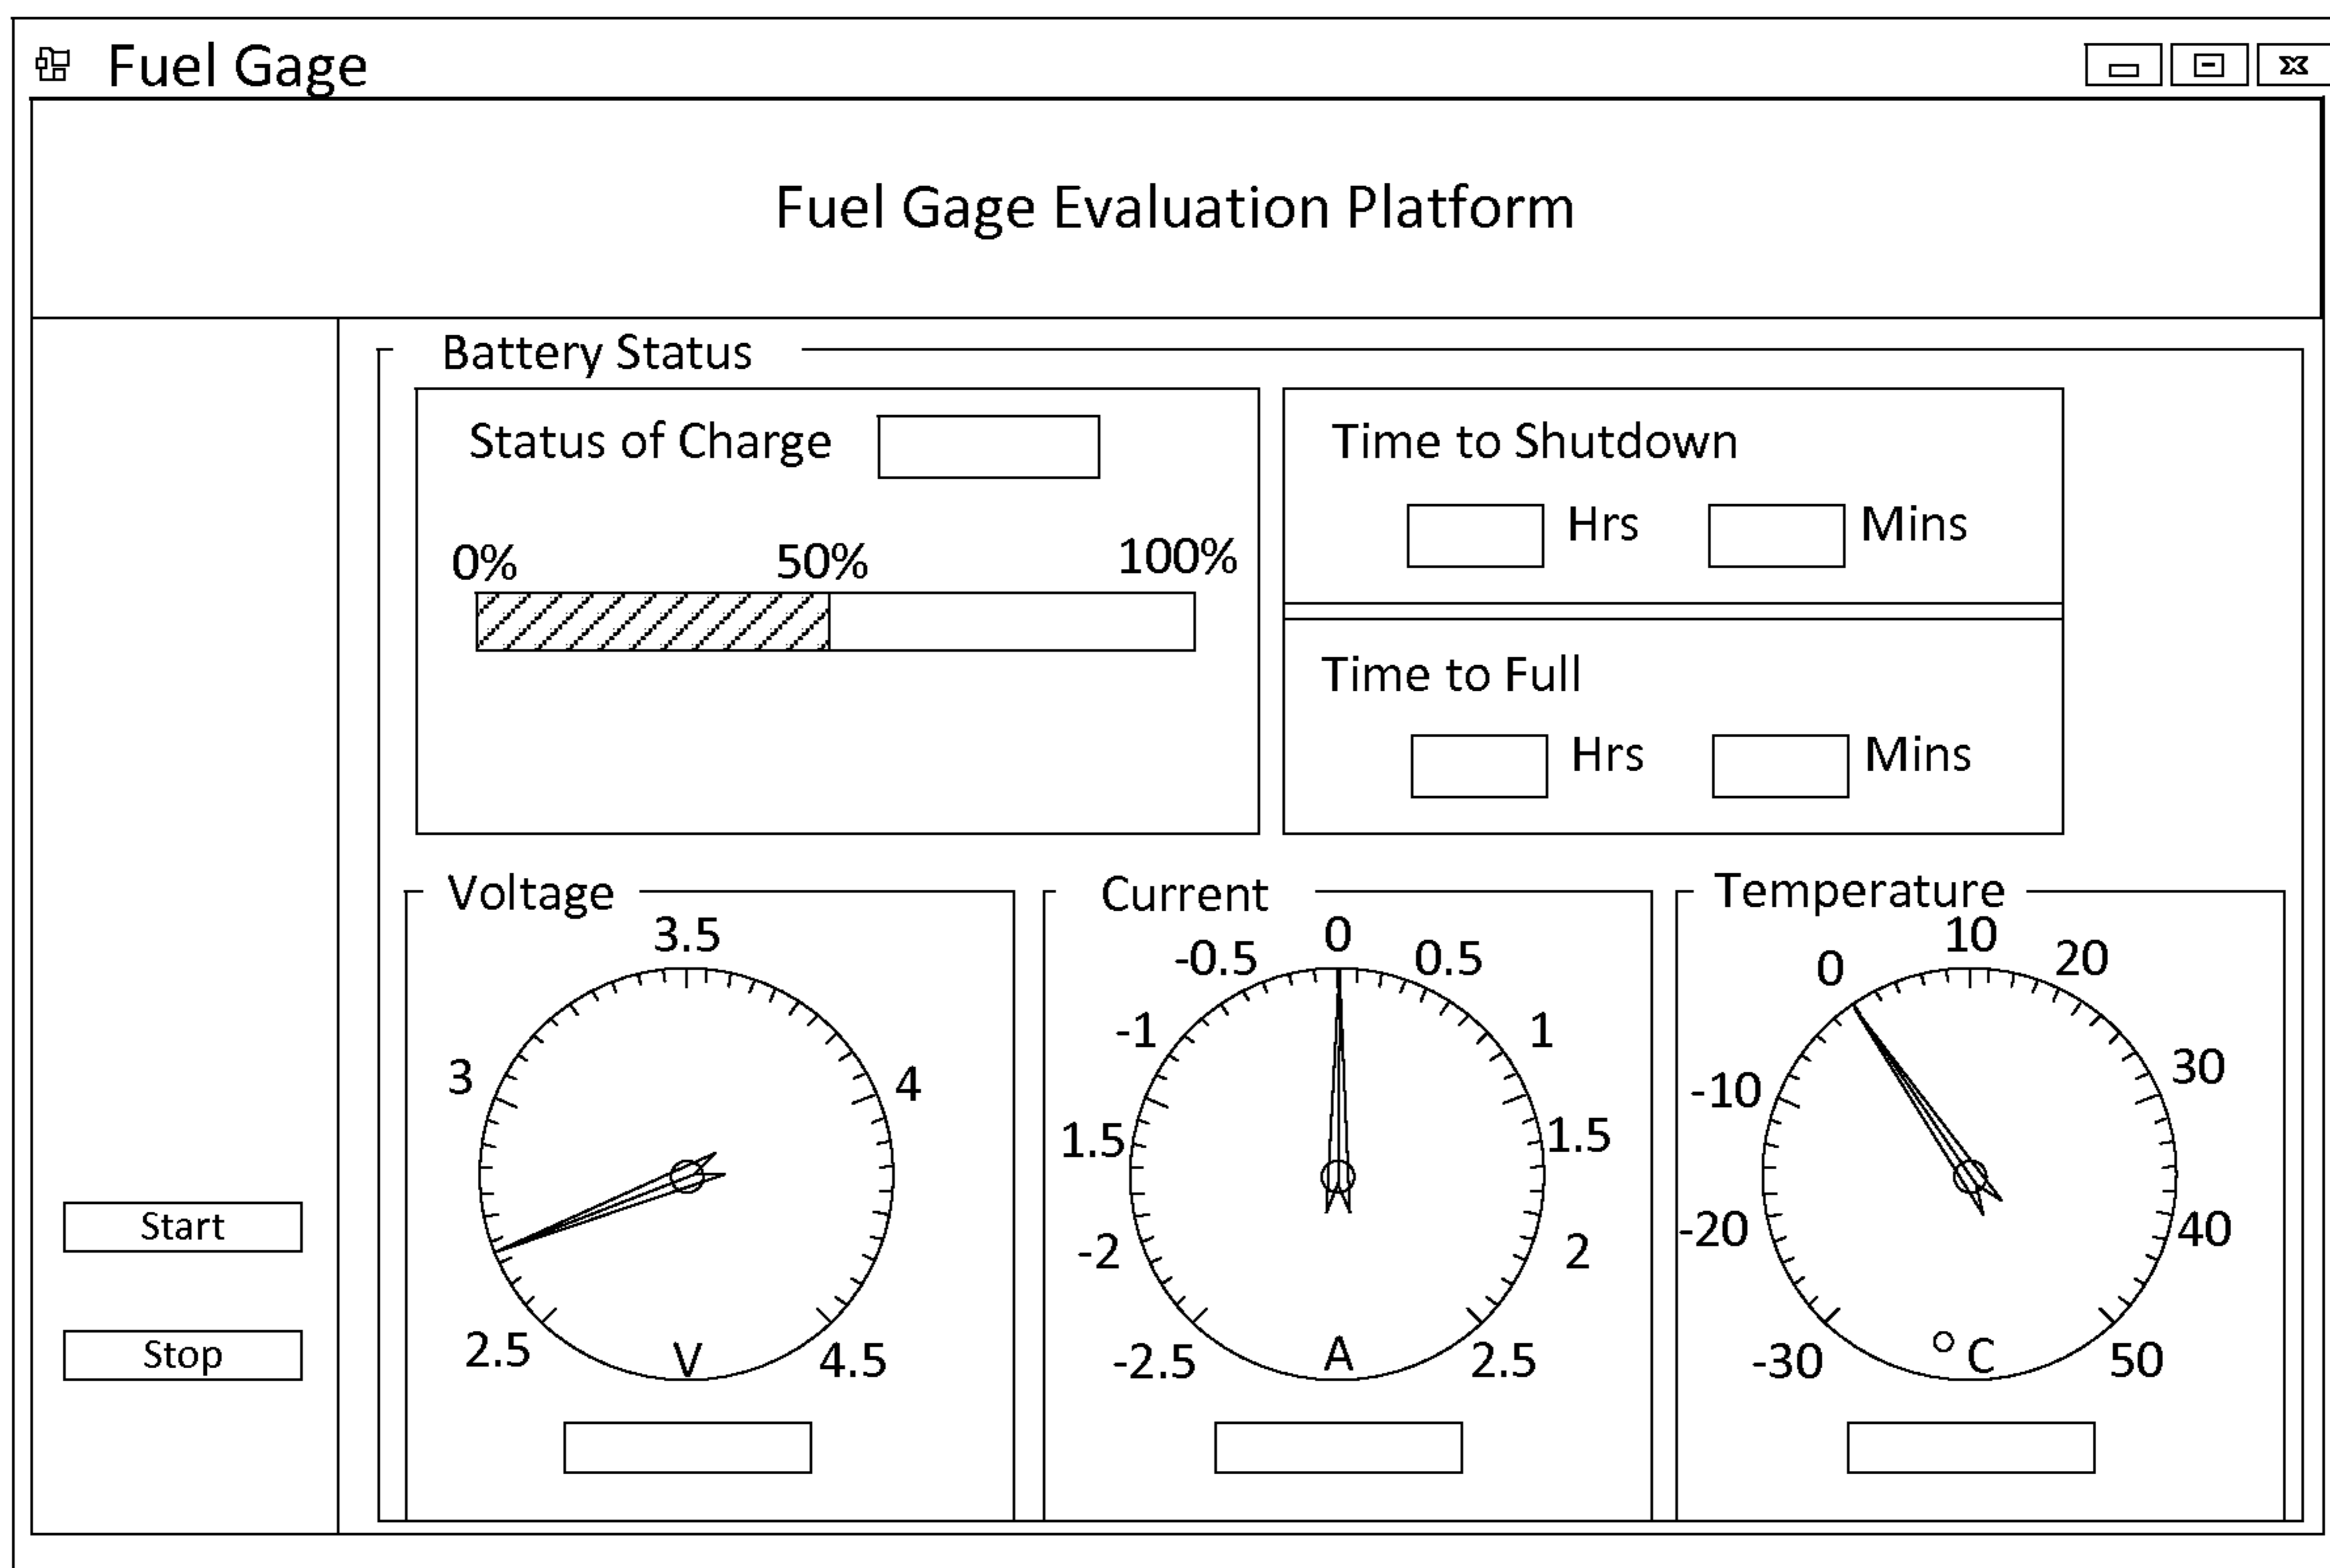 Fuel Gage
Fuel Gage Evaluation Platform
Battery Status
Status of Charge
0% 50% 100%
Time to Shutdown
Hrs Mins
Time to Full
Hrs Mins
Start
Stop
Voltage
3.5
3 4
2.5 V 4.5
Current
0
-0.5 0.5
-1 1
1.5 1.5
-2 2
-2.5 A 2.5
Temperature
10
0 20
-10 30
-20 40
-30 °C 50